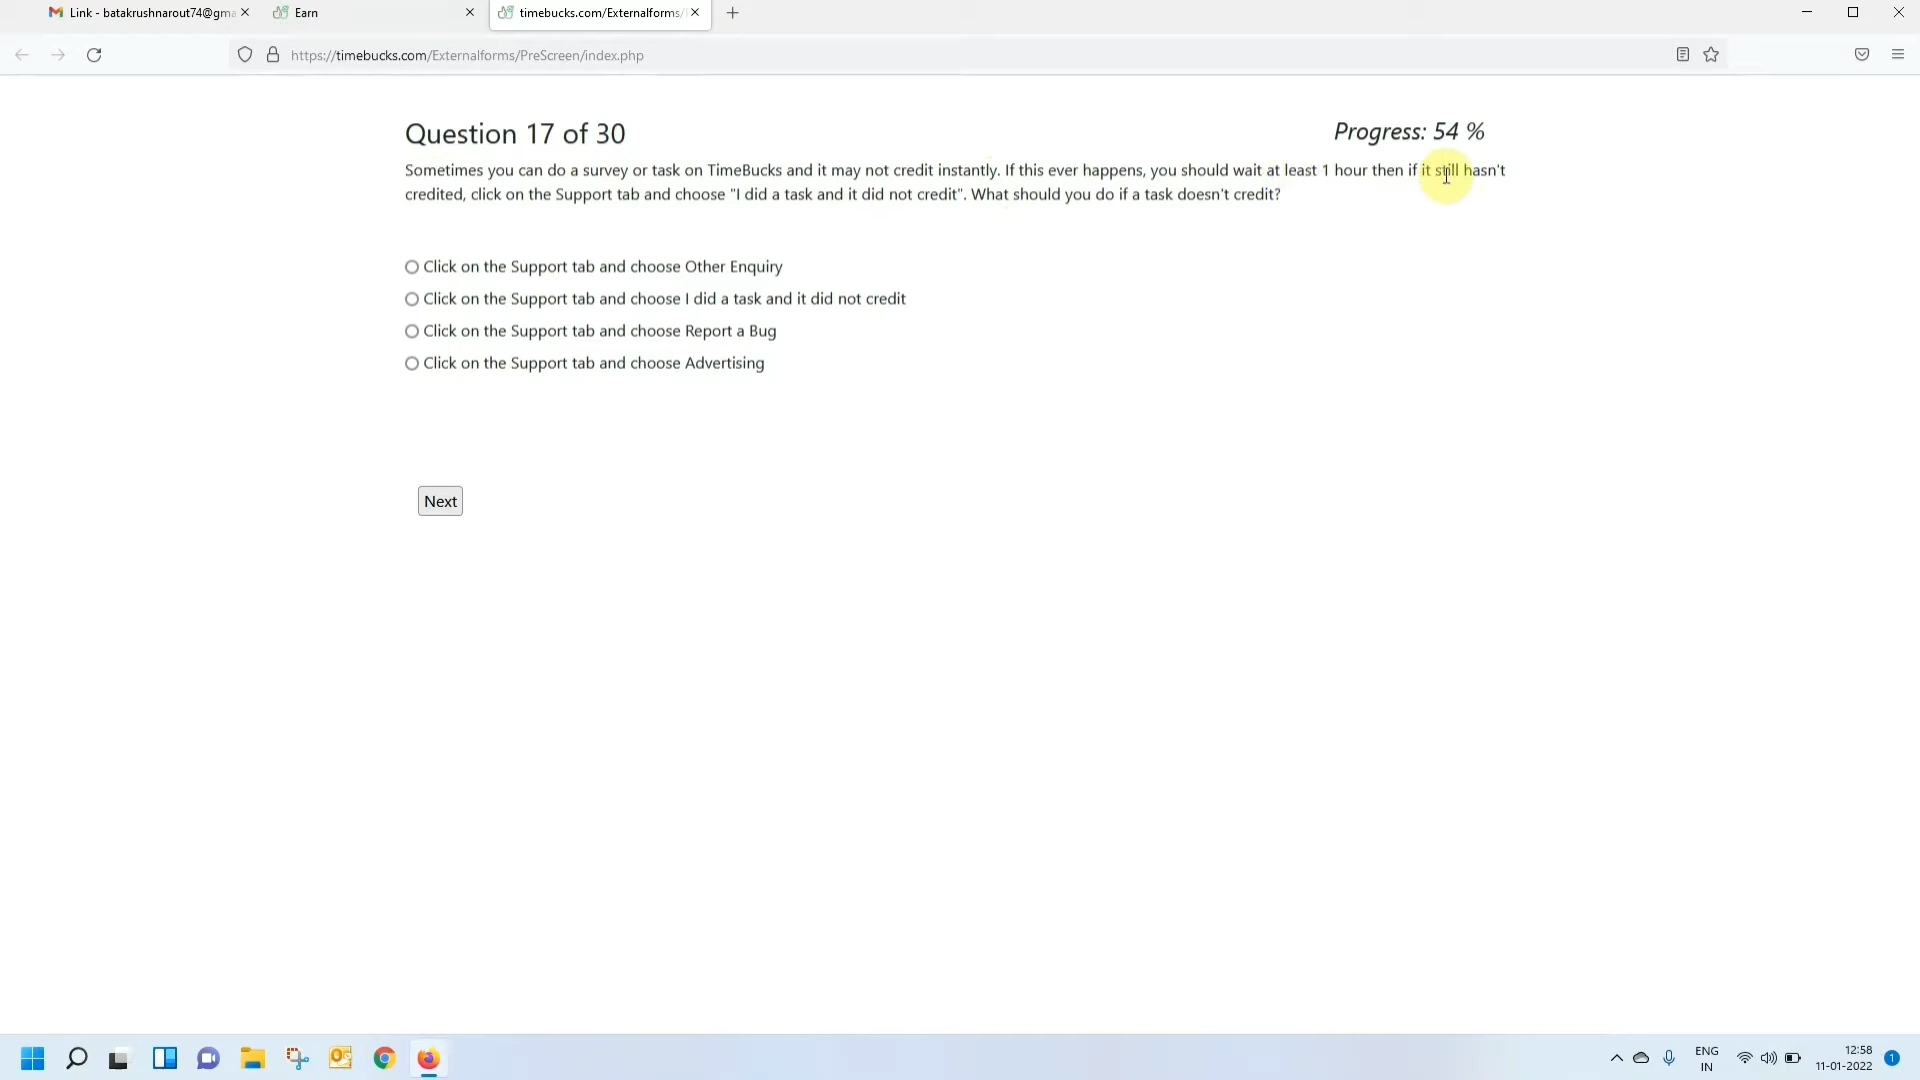 Link - batakrushnarout74@gma
Earn
timebucks.com/Externalforms/
https://timebucks.com/Externalforms/PreScreen/index.php
Question 17 of 30
Progress: 54 %
Sometimes you can do a survey or task on TimeBucks and it may not credit instantly. If this ever happens, you should wait at least 1 hour then if it still hasn't
credited, click on the Support tab and choose "I did a task and it did not credit". What should you do if a task doesn't credit?
Click on the Support tab and choose Other Enquiry
Click on the Support tab and choose I did a task and it did not credit
Click on the Support tab and choose Report a Bug
Click on the Support tab and choose Advertising
Next
ENG
IN
12:58
11-01-2022
1